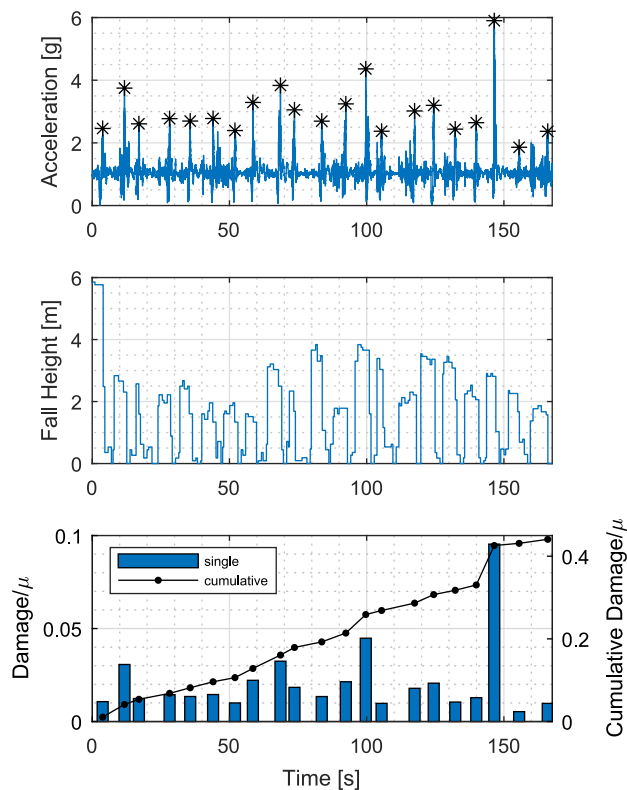 Acceleration [g]
6
4
2
0
0 50 100 150
Fall Height [m]
6
4
2
0
0 50 100 150
Damage/μ
0.1
0.05
0
single
cumulative
0.4
0.2
0
Cumulative Damage/μ
0 50 100 150
Time [s]